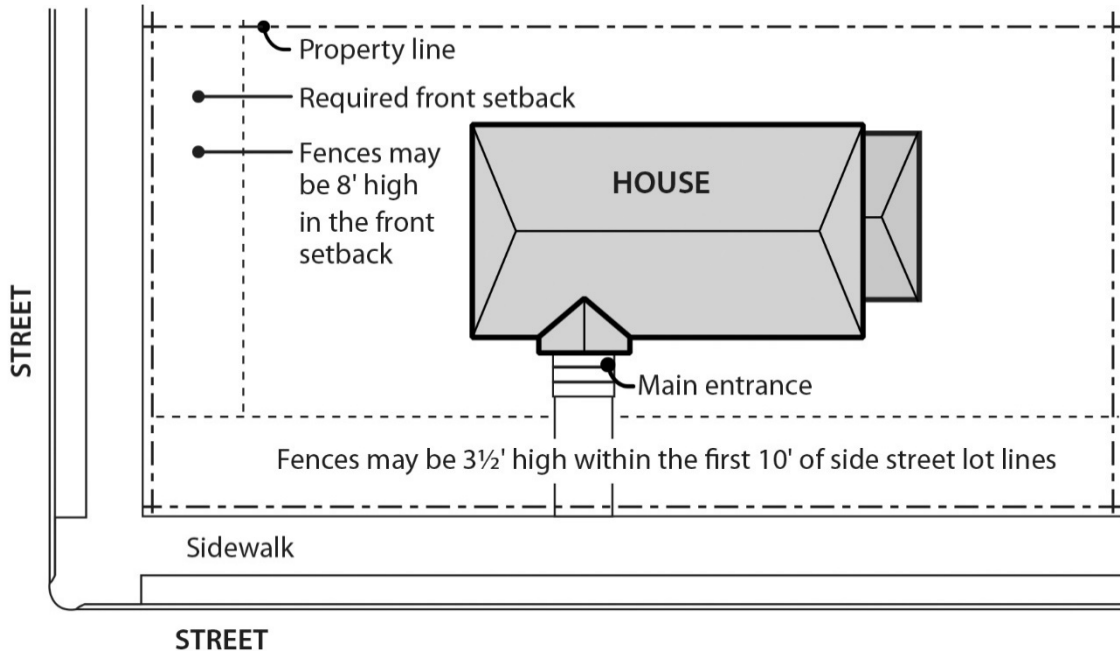 Property line
Required front setback
Fences may
be 8' high
in the front
setback
HOUSE
STREET
Main entrance
Fences may be 3½' high within the first 10' of side street lot lines
Sidewalk
STREET